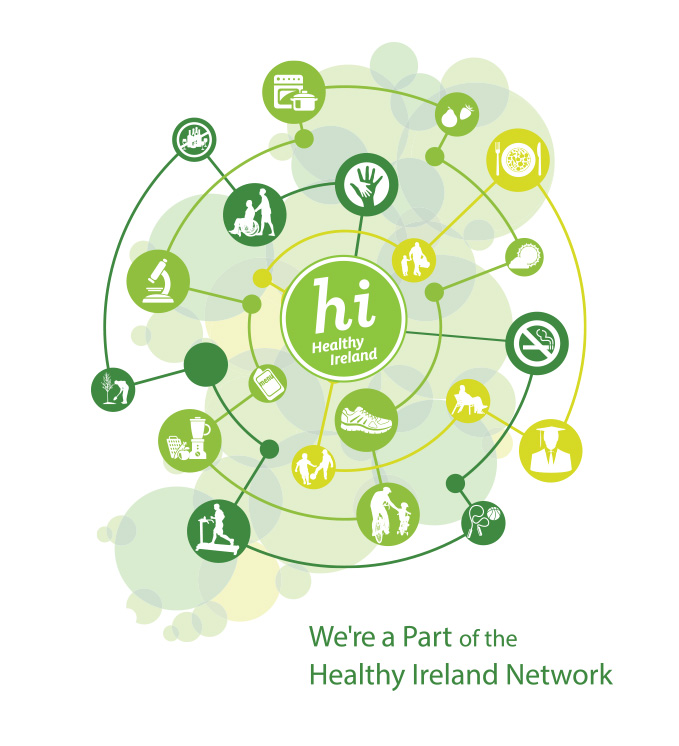 hi
Healthy
Ireland
We're a Part of the
Healthy Ireland Network